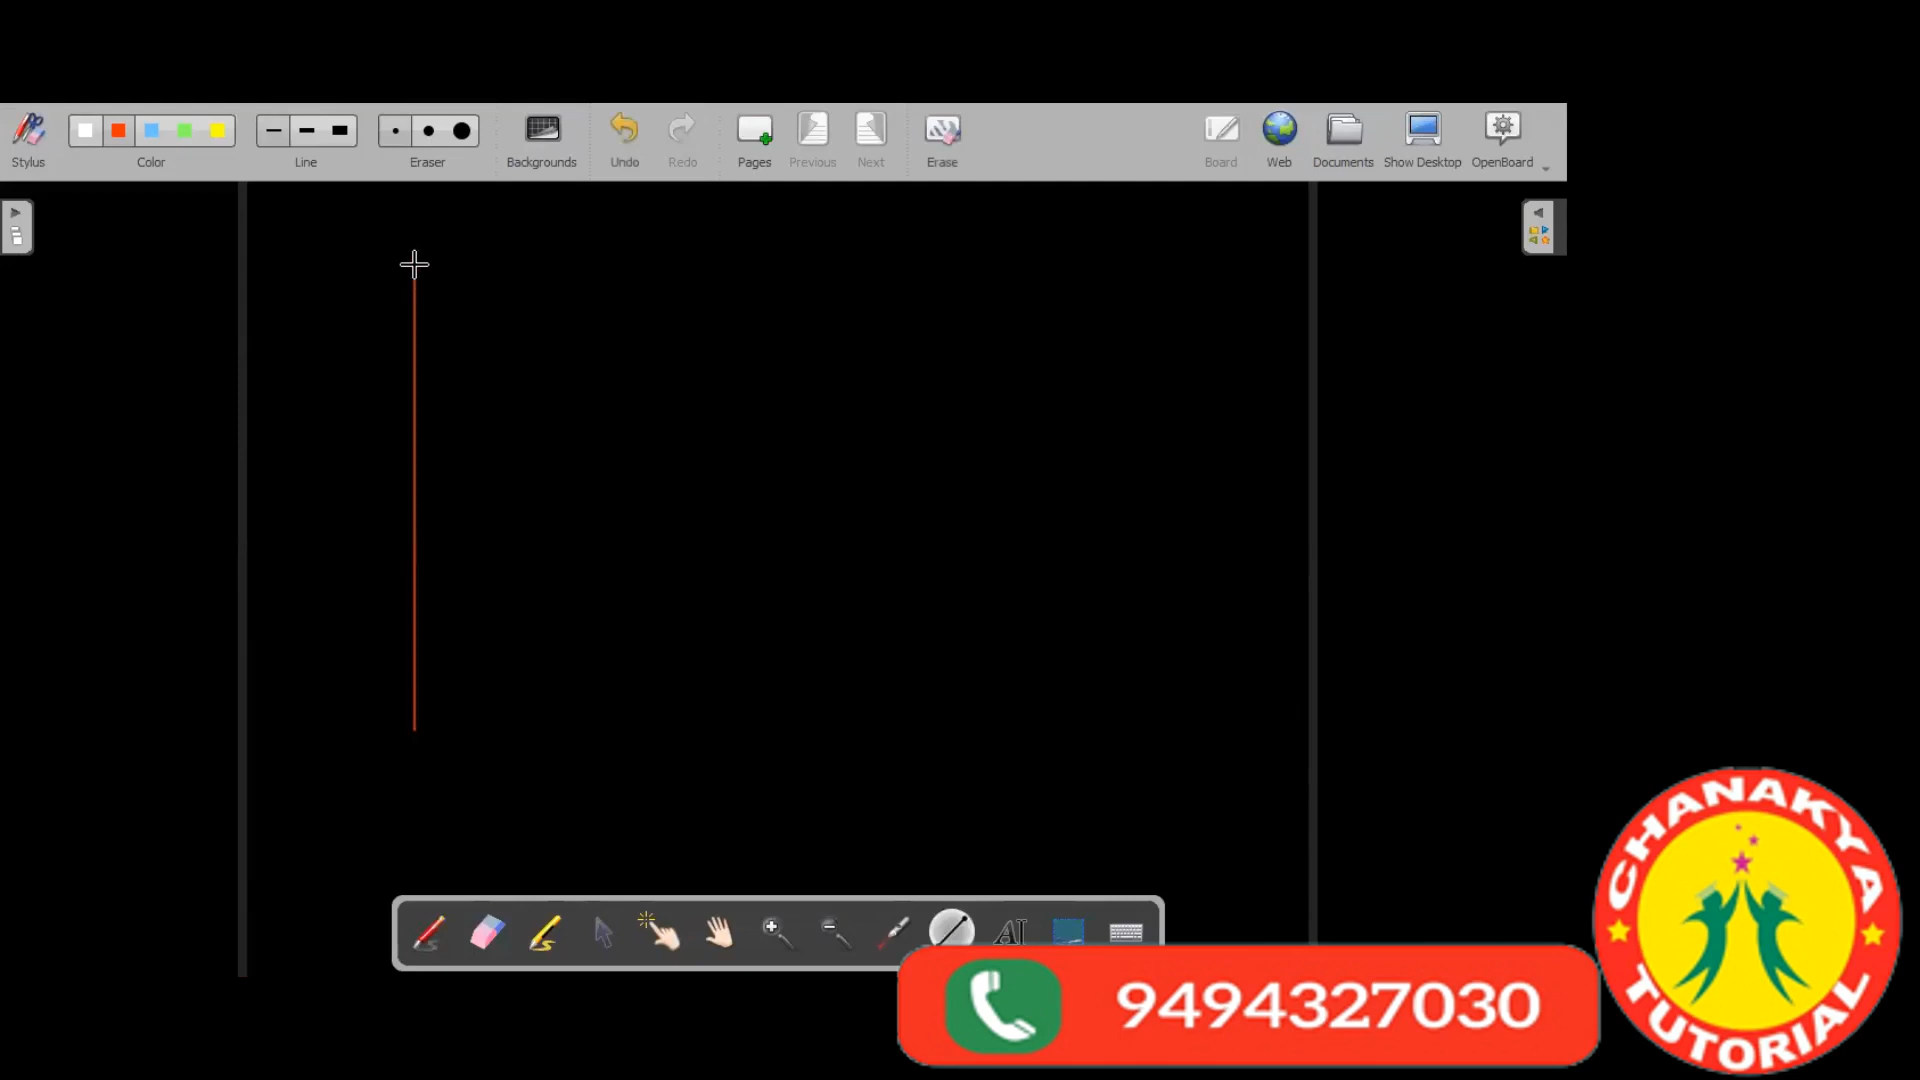 Stylus
Color
Line
Eraser
Backgrounds
Undo
Redo
Pages
Previous
Next
Erase
Board
Web
Documents
Show Desktop
OpenBoard
AI
9494327030
CHANAKYA
TUTORIAL